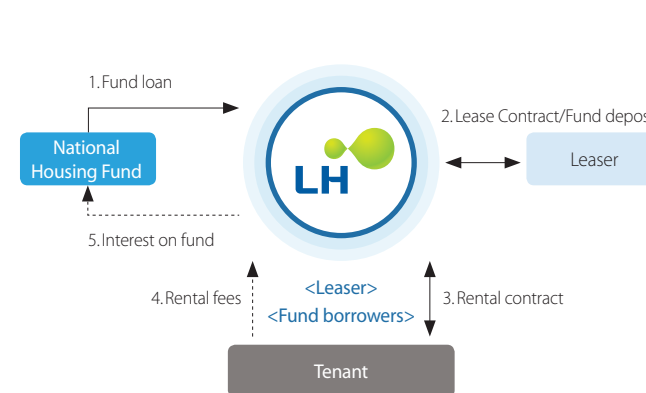 1.Fund loan
2.Lease Contract/Fund depos
National
Housing Fund
LH
Leaser
5.Interest on fund
4.Rental fees
<Leaser>
<Fund borrowers>
3.Rental contract
Tenant